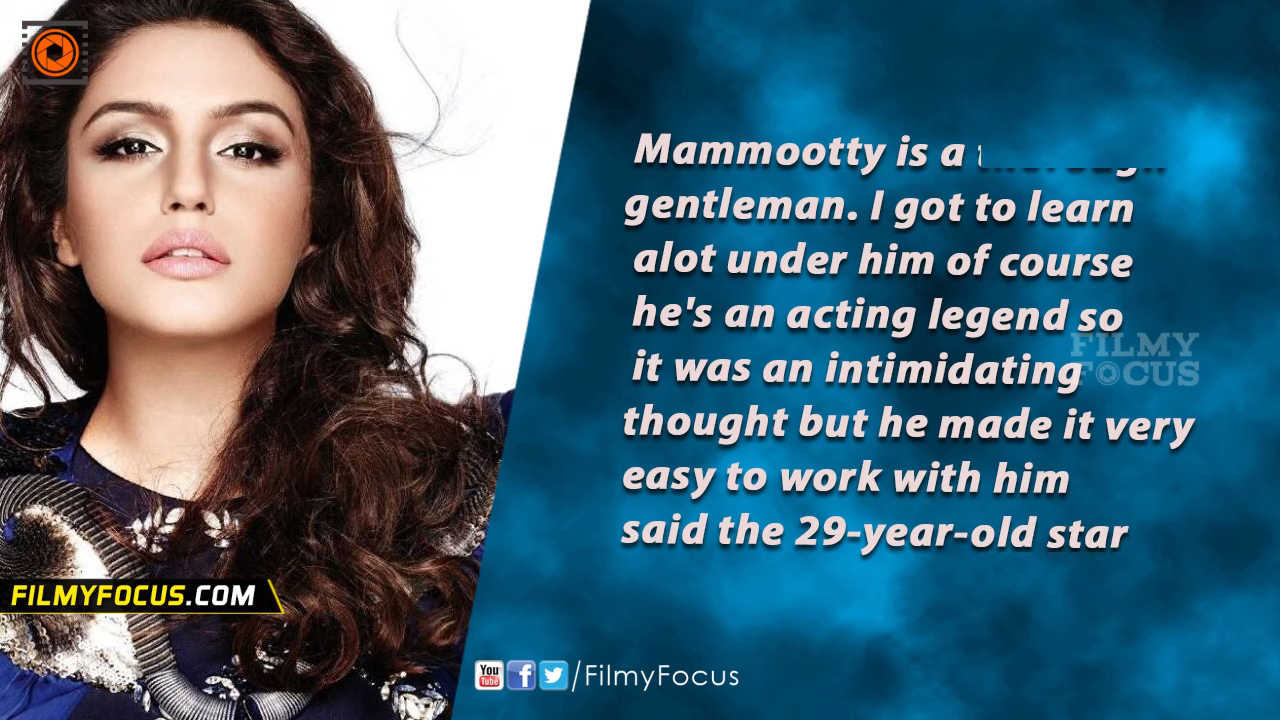 Mammootty is a
gentleman. I got to learn
alot under him of course
he's an acting legend so
it was an intimidating
thought but he made it very
easy to work with him
said the 29-year-old star
FILMY
FOCUS
FILMYFOCUS.COM
You
Tube
/FilmyFocus